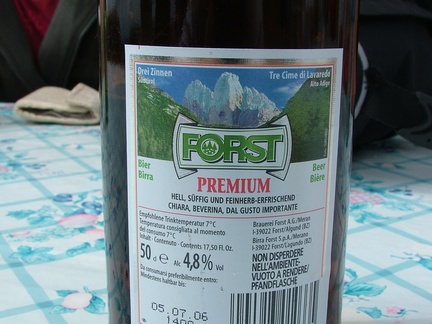 Drei Zinnen
Südtirol
Tre Cime di Lavaredo
Alto Adige
FORST
Bier
Birra
Beer
Bière
PREMIUM
HELL, SÜFFIG UND FEINHERB-ERFRISCHEND
CHIARA, BEVERINA, DAL GUSTO IMPORTANTE
Empfohlene Trinktemperatur 7°C
Temperatura consigliata al momento
del consumo 7°C
Inhalt - Contenuto - Contents 17,50 Fl. Oz.
50 cl e Alc. 4,8% Vol
Da consumarsi preferibilmente entro:
Mindestens haltbar bis:
05.07.06
Brauerei Forst A.G./Meran
I-39022 Forst/Algund (BZ)
Birra Forst S.p.A./Merano
I-39022 Forst/Lagundo (BZ)
NON DISPERDERE
NELL'AMBIENTE-
VUOTO A RENDERE/
PFANDFLASCHE